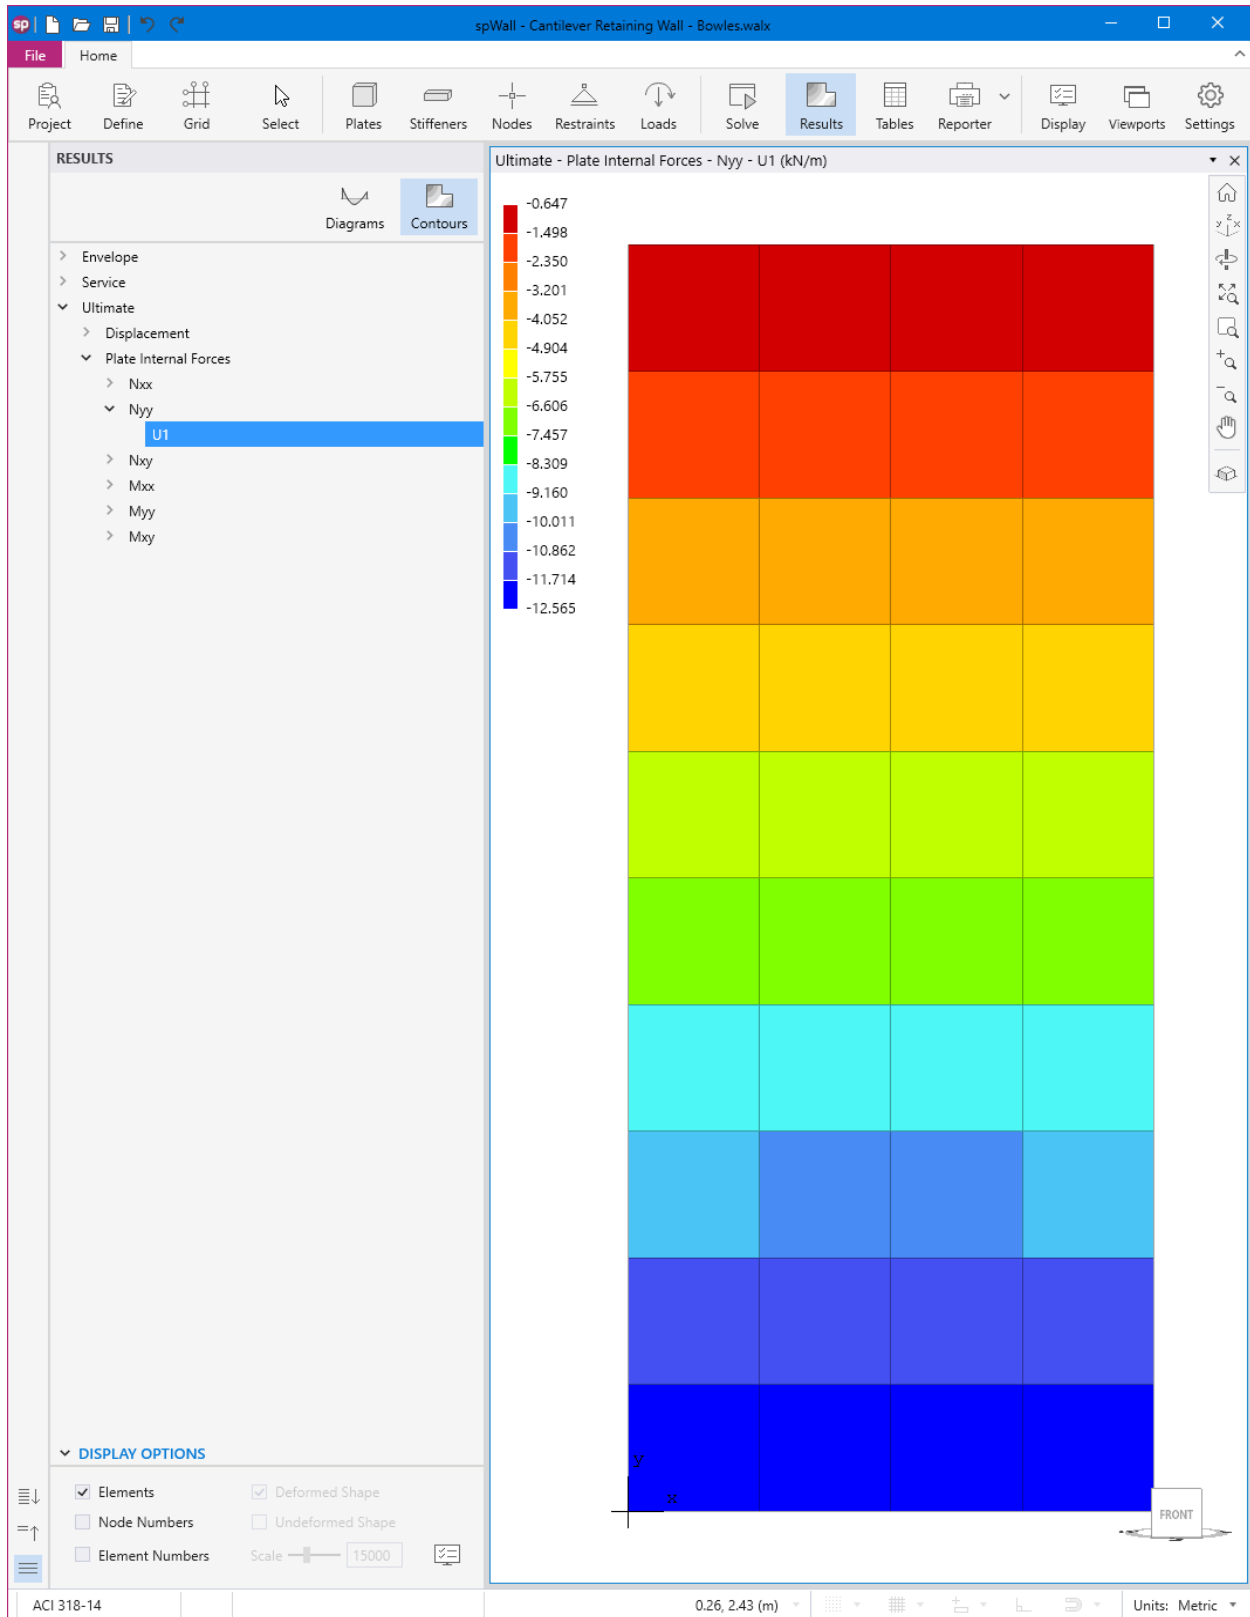 sp
spWall - Cantilever Retaining Wall - Bowles.walx
File Home
Project Define Grid Select Plates Stiffeners Nodes Restraints Loads Solve Results Tables Reporter Display Viewports Settings
RESULTS
Diagrams Contours
Envelope
Service
Ultimate
Displacement
Plate Internal Forces
Nxx
Nyy
U1
Nxy
Mxx
Myy
Mxy
DISPLAY OPTIONS
Elements Deformed Shape
Node Numbers Undeformed Shape
Element Numbers Scale 15000
Ultimate - Plate Internal Forces - Nyy - U1 (kN/m)
-0.647
-1.498
-2.350
-3.201
-4.052
-4.904
-5.755
-6.606
-7.457
-8.309
-9.160
-10.011
-10.862
-11.714
-12.565
y z x
y
x
FRONT
ACI 318-14 0.26, 2.43 (m) Units: Metric